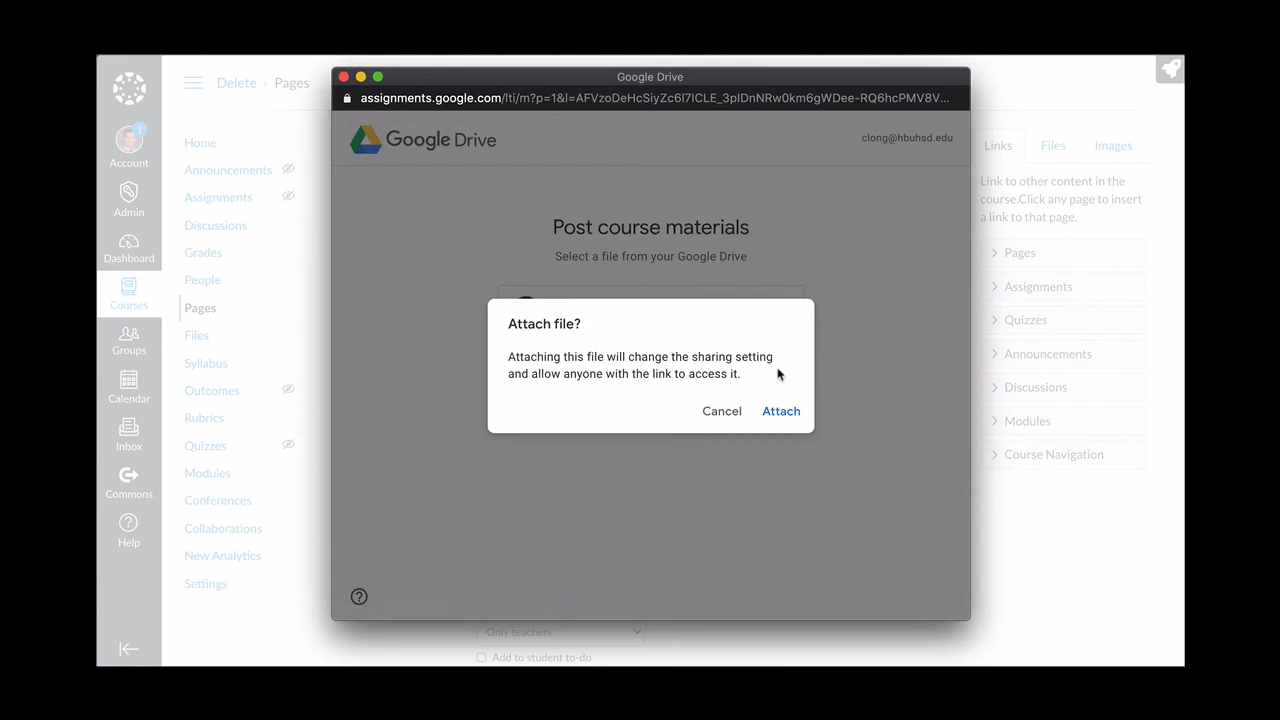 Google Drive
assignments.google.com/lti/m?p=1&l=AFVzoDeHcSiyZc6l7ICLE_3plDnNRw0km6gWDee-RQ6hcPMV8V...
Google Drive
clong@hbuhsd.edu
Post course materials
Select a file from your Google Drive
Attach file?
Attaching this file will change the sharing setting
and allow anyone with the link to access it.
Cancel
Attach
Account
Admin
Dashboard
Courses
Groups
Calendar
Inbox
Commons
Help
Delete › Pages
Home
Announcements
Assignments
Discussions
Grades
People
Pages
Files
Syllabus
Outcomes
Rubrics
Quizzes
Modules
Conferences
Collaborations
New Analytics
Settings
Links
Files
Images
Link to other content in the
course.Click any page to insert
a link to that page.
Pages
Assignments
Quizzes
Announcements
Discussions
Modules
Course Navigation
Only teachers
Add to student to-do